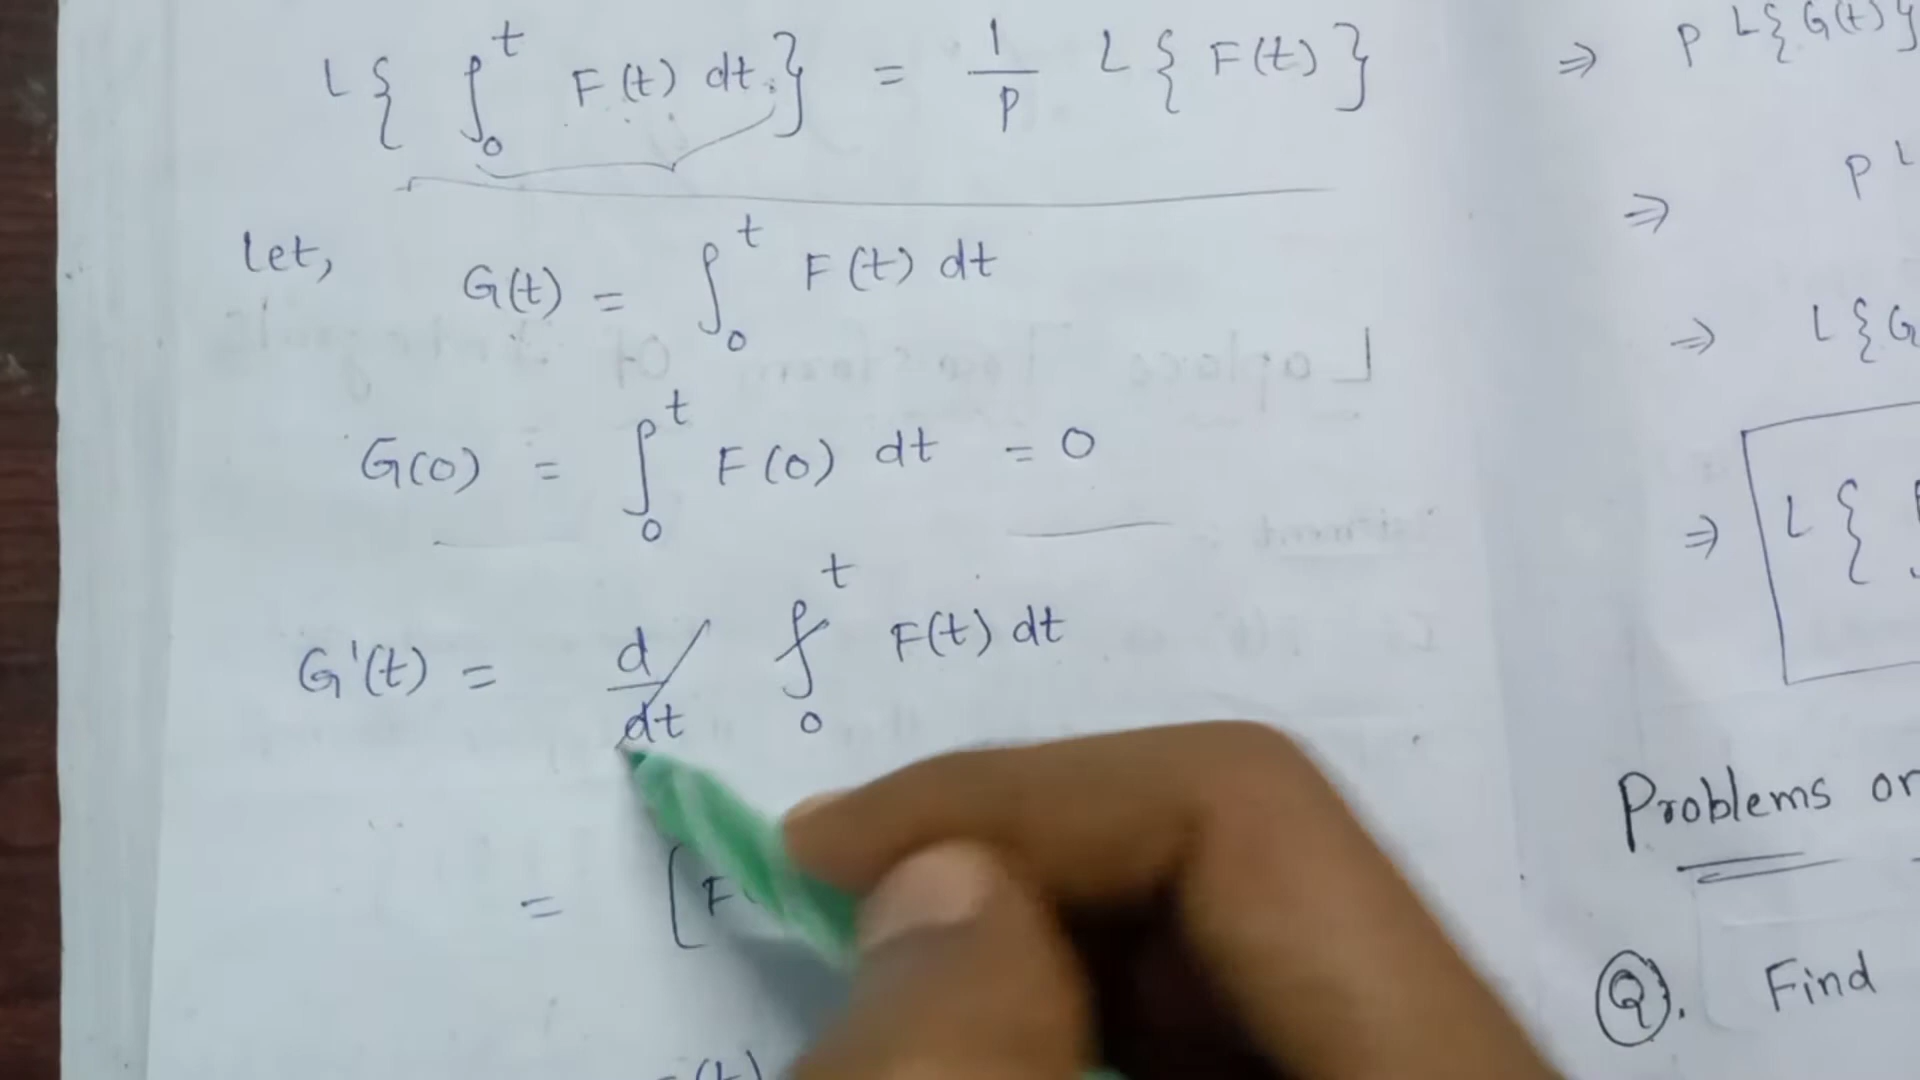 L{ ∫₀ᵗ F(t) dt } = 1/p L{ F(t) }
let, G(t) = ∫₀ᵗ F(t) dt
G(0) = ∫₀ᵗ F(0) dt = 0
G'(t) = d/dt ∫₀ᵗ F(t) dt
= [F
(t)
⇒ p L{G(t)}
⇒ p L
⇒ L{G
⇒ L{ ∫
Problems on
Q. Find